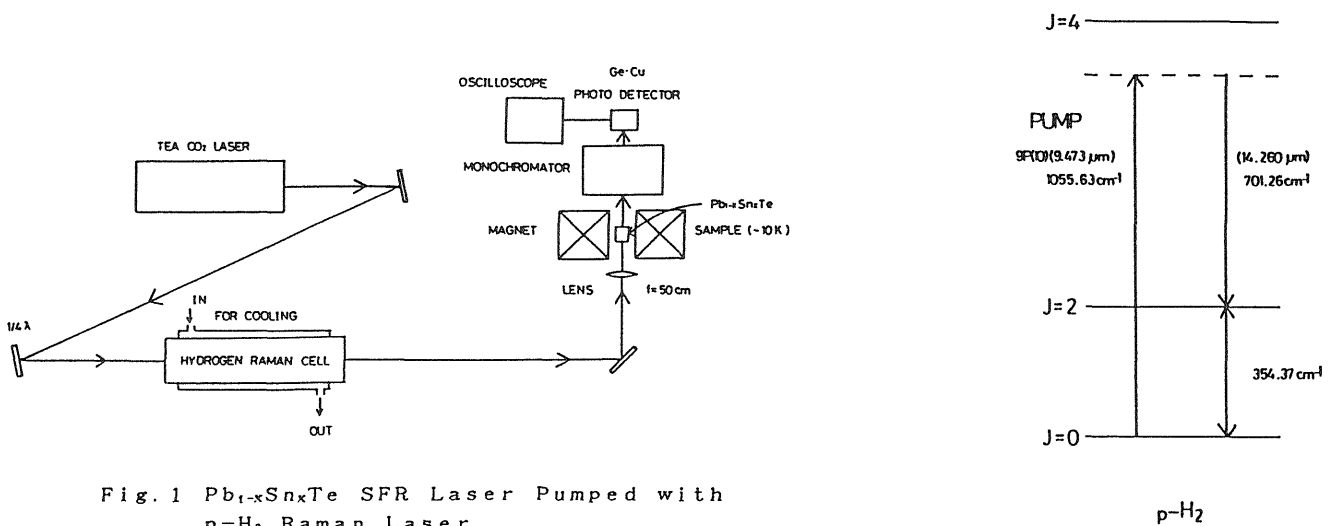 Ge·Cu
OSCILLOSCOPE
PHOTO DETECTOR
TEA CO₂ LASER
MONOCHROMATOR
Pb₁₋ₓSnₓTe
MAGNET
SAMPLE (~10K)
LENS
f=50cm
IN
FOR COOLING
1/4λ
HYDROGEN RAMAN CELL
OUT
Fig. 1 Pb₁₋ₓSnₓTe SFR Laser Pumped with
p-H₂ Raman Laser
J=4
PUMP
9P(10)(9.473 μm)
1055.63cm⁻¹
(14.260 μm)
701.26cm⁻¹
J=2
354.37cm⁻¹
J=0
p-H₂